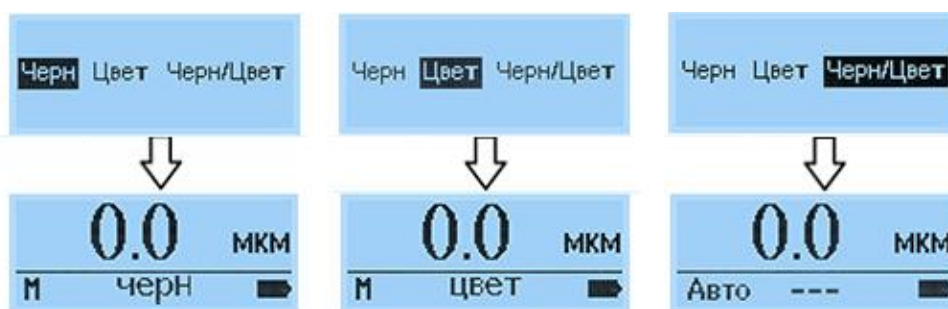 Черн Цвет Черн/Цвет
Черн Цвет Черн/Цвет
Черн Цвет Черн/Цвет
0.0 мкм
М черн
0.0 мкм
М цвет
0.0 мкм
Авто ---